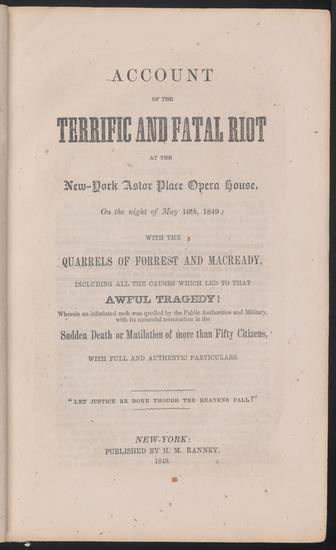 ACCOUNT
OF THE
TERRIFIC AND FATAL RIOT
AT THE
New-York Astor Place Opera House,
On the night of May 10th, 1849;
WITH THE
QUARRELS OF FORREST AND MACREADY,
INCLUDING ALL THE CAUSES WHICH LED TO THAT
AWFUL TRAGEDY!
Wherein an infuriated mob was quelled by the Public Authorities and Military,
with its mournful termination in the
Sudden Death or Mutilation of more than Fifty Citizens,
WITH FULL AND AUTHENTIC PARTICULARS.
"LET JUSTICE BE DONE THOUGH THE HEAVENS FALL!"
NEW-YORK:
PUBLISHED BY H. M. RANNEY.
1849.